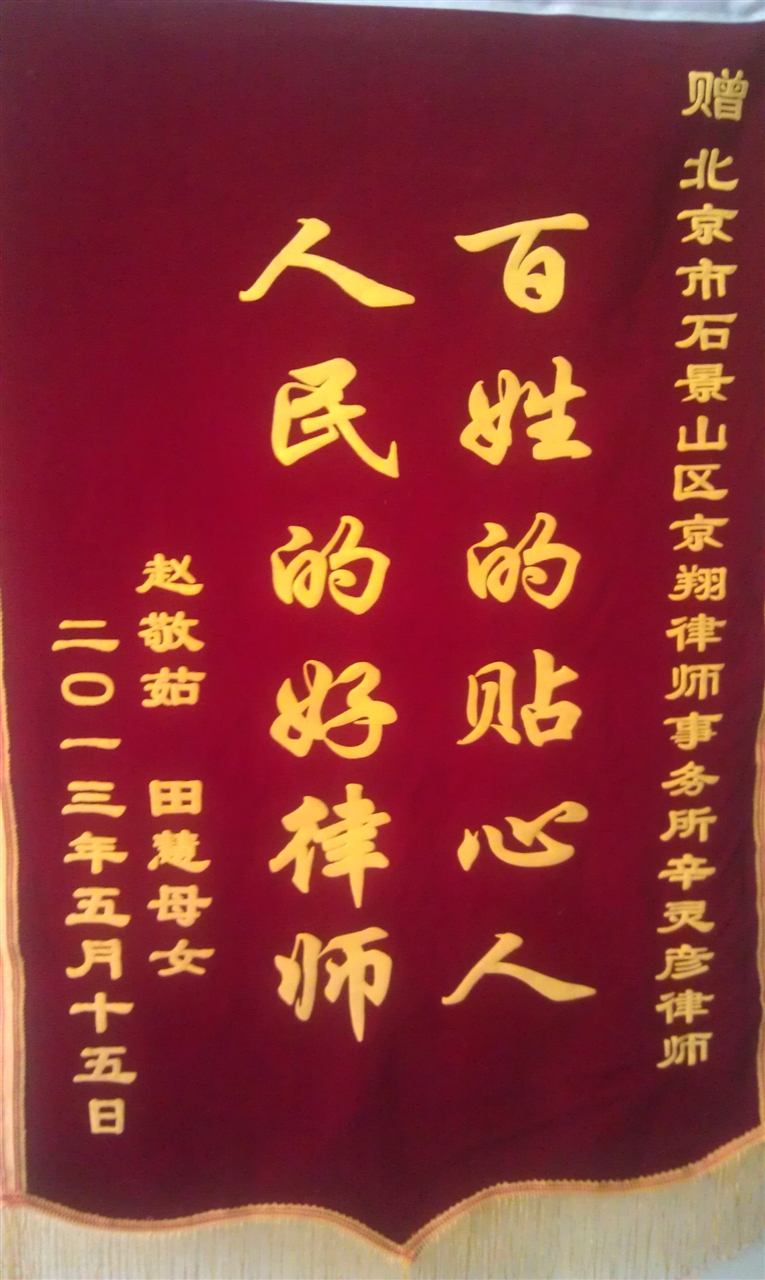 赠 北京市石景山区京翔律师事务所辛灵彦律师
百姓的贴心人
人民的好律师
赵敬茹 田慧母女
二〇一三年五月十五日